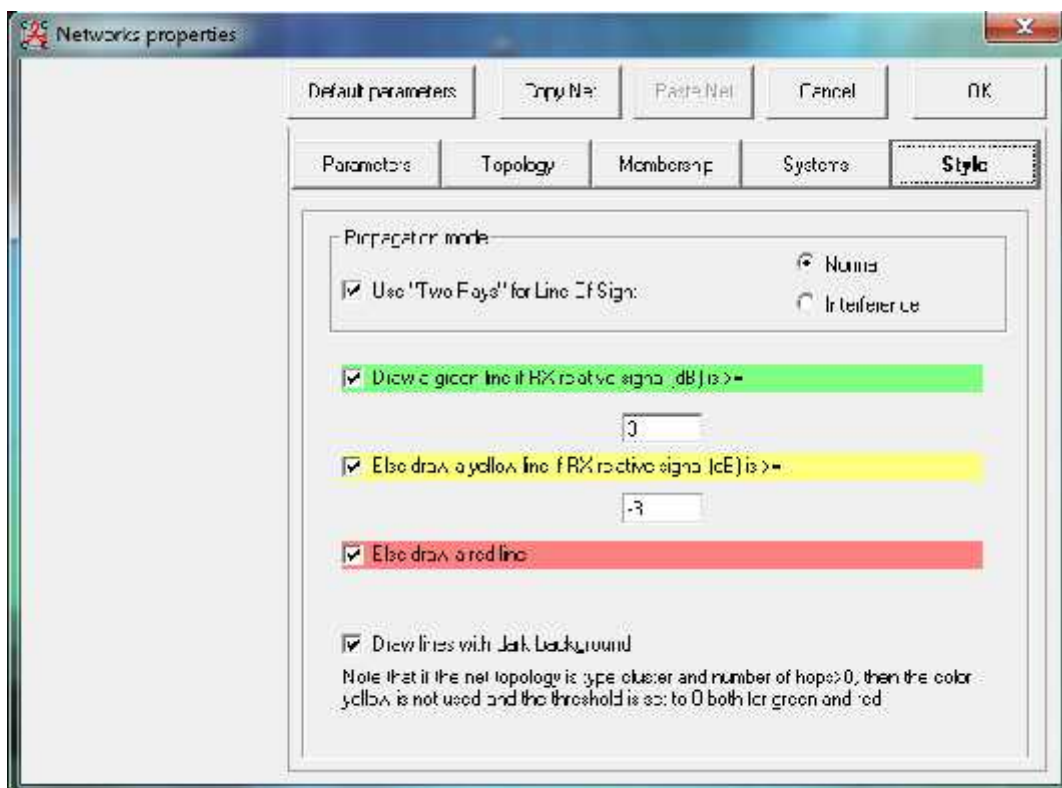 Networks properties
Default parameters
Copy Net
Paste Net
Cancel
OK
Parameters
Topology
Membership
Systems
Style
Propagation mode
Use "Two Rays" for Line Of Sight
Normal
Interference
Draw a green line if RX relative signal (dB) is >=
Else draw a yellow line if RX relative signal (dB) is >=
Else draw a red line
Draw lines with dark background
Note that if the net topology is type cluster and number of hops>0, then the color
yellow is not used and the threshold is set to 0 both for green and red